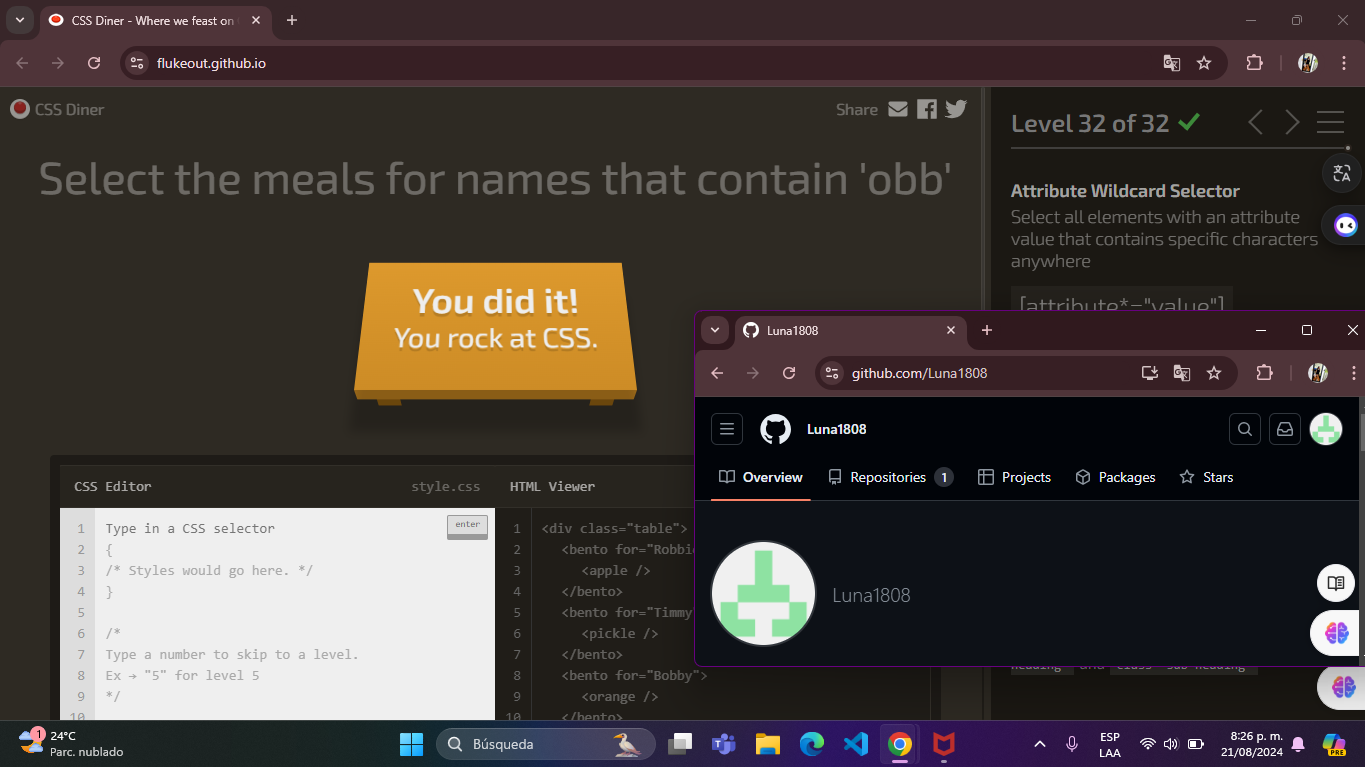 CSS Diner - Where we feast on
flukeout.github.io
CSS Diner
Share
Level 32 of 32
Select the meals for names that contain 'obb'
Attribute Wildcard Selector
Select all elements with an attribute
value that contains specific characters
anywhere
[attribute*="value"]
You did it!
You rock at CSS.
CSS Editor
style.css
HTML Viewer
1 Type in a CSS selector
enter
2 {
3 /* Styles would go here. */
4 }
5
6 /*
7 Type a number to skip to a level.
8 Ex → "5" for level 5
9 */
10
1 <div class="table">
2 <bento for="Robbie
3 <apple />
4 </bento>
5 <bento for="Timmy
6 <pickle />
7 </bento>
8 <bento for="Bobby">
9 <orange />
10 </bento>
Luna1808
github.com/Luna1808
Luna1808
Overview
Repositories 1
Projects
Packages
Stars
Luna1808
and
1
24°C
Parc. nublado
Búsqueda
ESP
LAA
8:26 p. m.
21/08/2024
PRE